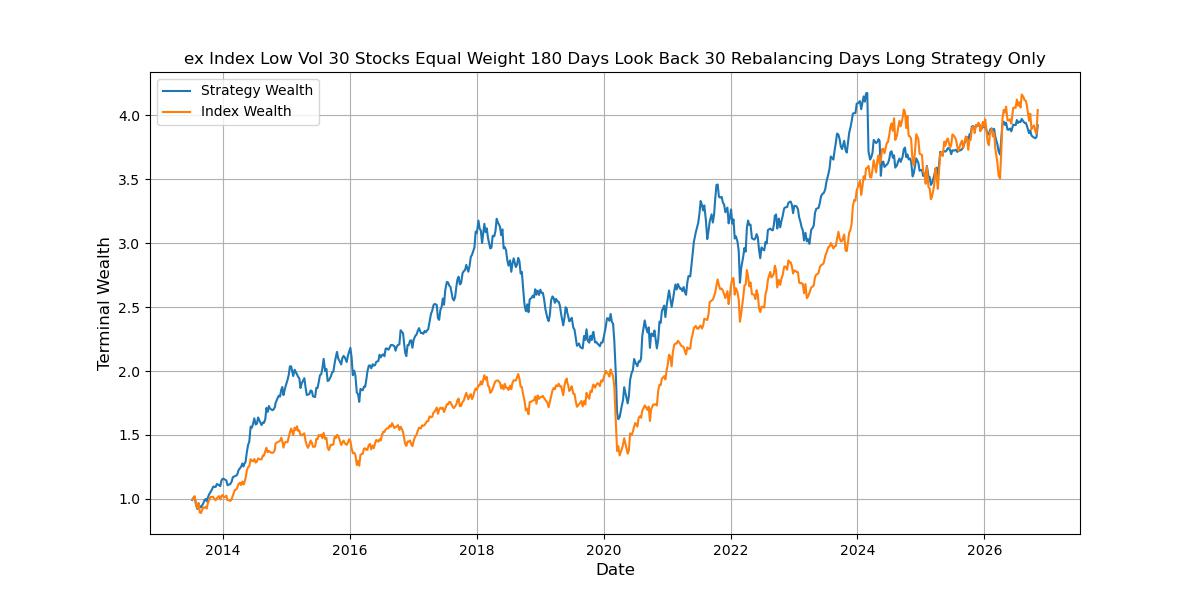 ex Index Low Vol 30 Stocks Equal Weight 180 Days Look Back 30 Rebalancing Days Long Strategy Only
Strategy Wealth
Index Wealth
Terminal Wealth
4.0
3.5
3.0
2.5
2.0
1.5
1.0
2014 2016 2018 2020 2022 2024 2026
Date